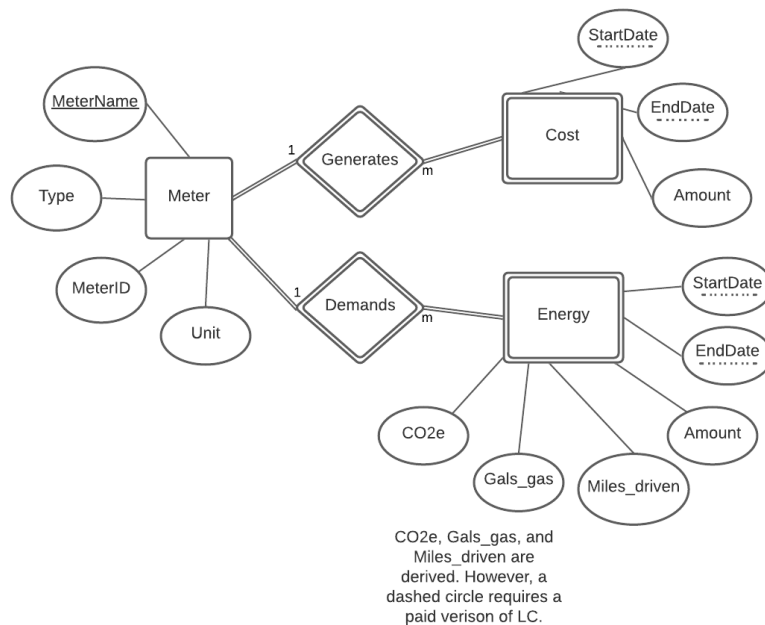 StartDate
MeterName
EndDate
Cost
1
Generates
m
Type
Meter
Amount
MeterID
Unit
1
Demands
m
Energy
StartDate
EndDate
CO2e
Gals_gas
Miles_driven
Amount
CO2e, Gals_gas, and
Miles_driven are
derived. However, a
dashed circle requires a
paid verison of LC.